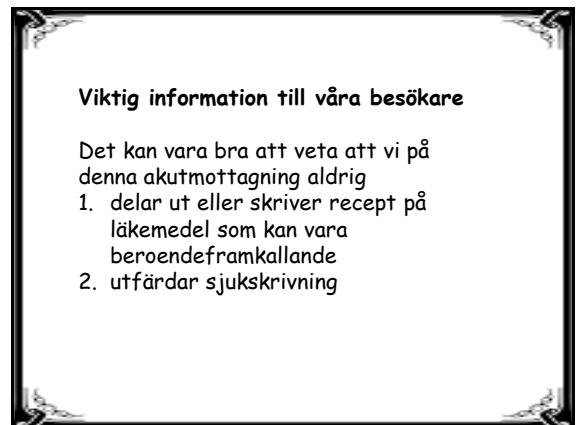 Viktig information till våra besökare
Det kan vara bra att veta att vi på
denna akutmottagning aldrig
1. delar ut eller skriver recept på
läkemedel som kan vara
beroendeframkallande
2. utfärdar sjukskrivning